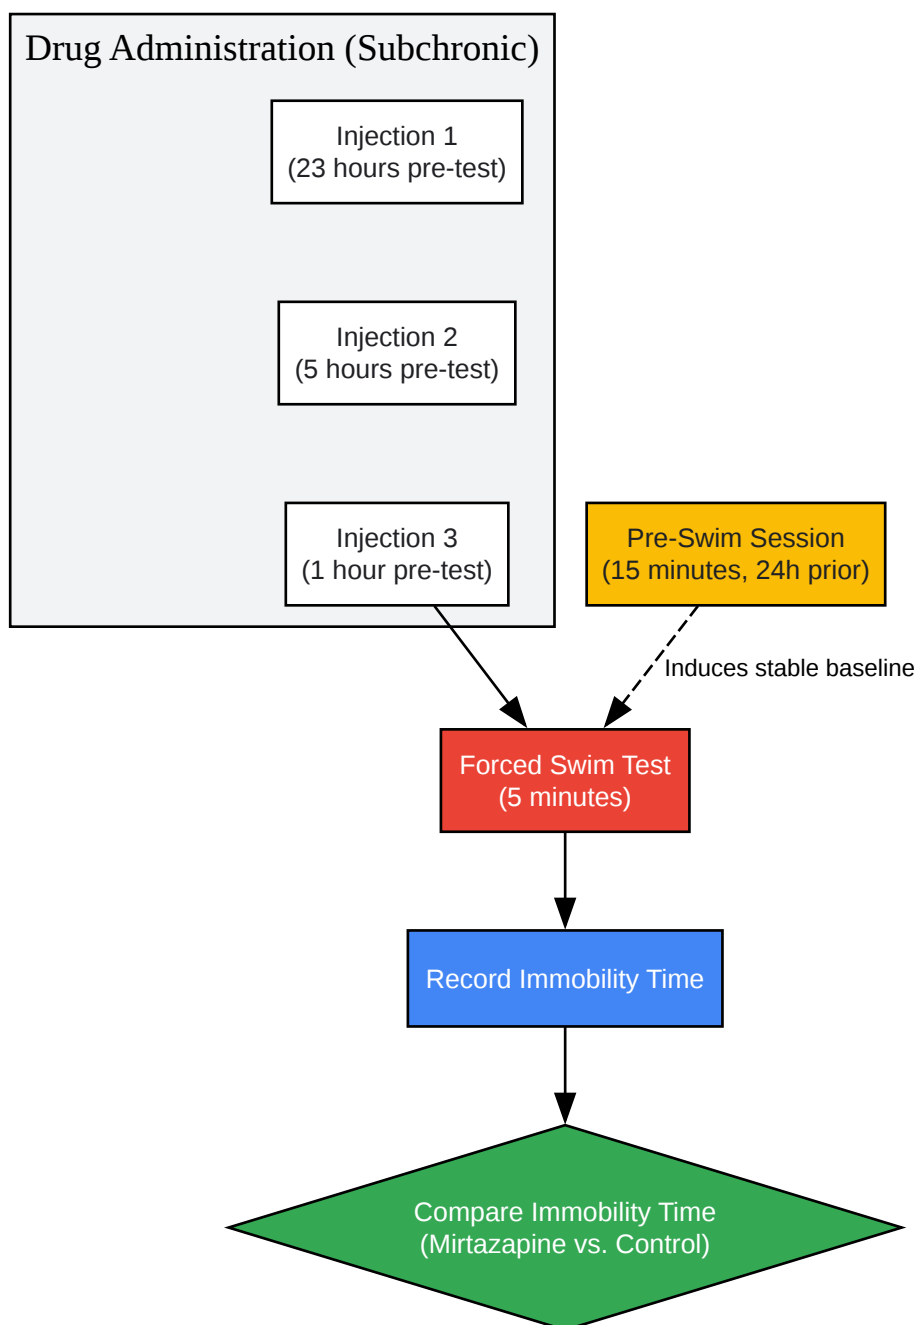 Drug Administration (Subchronic)
Injection 1
(23 hours pre-test)
Injection 2
(5 hours pre-test)
Injection 3
(1 hour pre-test)
Pre-Swim Session
(15 minutes, 24h prior)
Induces stable baseline
Forced Swim Test
(5 minutes)
Record Immobility Time
Compare Immobility Time
(Mirtazapine vs. Control)